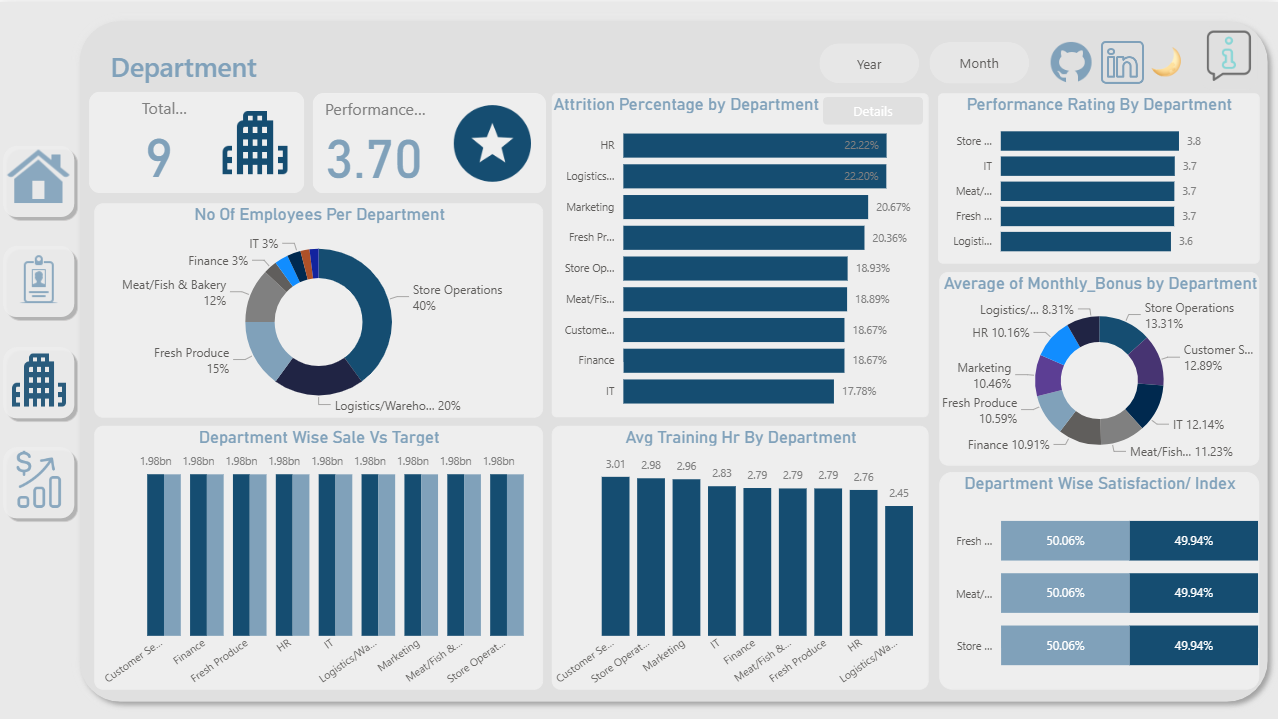 Department
Year
Month
Total...
9
Performance...
3.70
No Of Employees Per Department
IT 3%
Finance 3%
Meat/Fish & Bakery
12%
Fresh Produce
15%
Store Operations
40%
Logistics/Wareho... 20%
Attrition Percentage by Department
Details
HR
22.22%
Logistics...
22.20%
Marketing
20.67%
Fresh Pr...
20.36%
Store Op...
18.93%
Meat/Fis...
18.89%
Custome...
18.67%
Finance
18.67%
IT
17.78%
Performance Rating By Department
Store ...
3.8
IT
3.7
Meat/...
3.7
Fresh ...
3.7
Logisti...
3.6
Average of Monthly_Bonus by Department
Logistics/... 8.31%
Store Operations
13.31%
HR 10.16%
Customer S...
12.89%
Marketing
10.46%
Fresh Produce
10.59%
IT 12.14%
Finance 10.91%
Meat/Fish... 11.23%
Department Wise Sale Vs Target
1.98bn 1.98bn 1.98bn 1.98bn 1.98bn 1.98bn 1.98bn 1.98bn 1.98bn
Customer Se...
Finance
Fresh Produce
HR
IT
Logistics/Wa...
Marketing
Meat/Fish &...
Store Operat...
Avg Training Hr By Department
3.01
2.98
2.96
2.83
2.79
2.79
2.79
2.76
2.45
Customer Se...
Store Operat...
Marketing
IT
Finance
Meat/Fish &...
Fresh Produce
HR
Logistics/Wa...
Department Wise Satisfaction/ Index
Fresh ...
50.06%
49.94%
Meat/...
50.06%
49.94%
Store ...
50.06%
49.94%